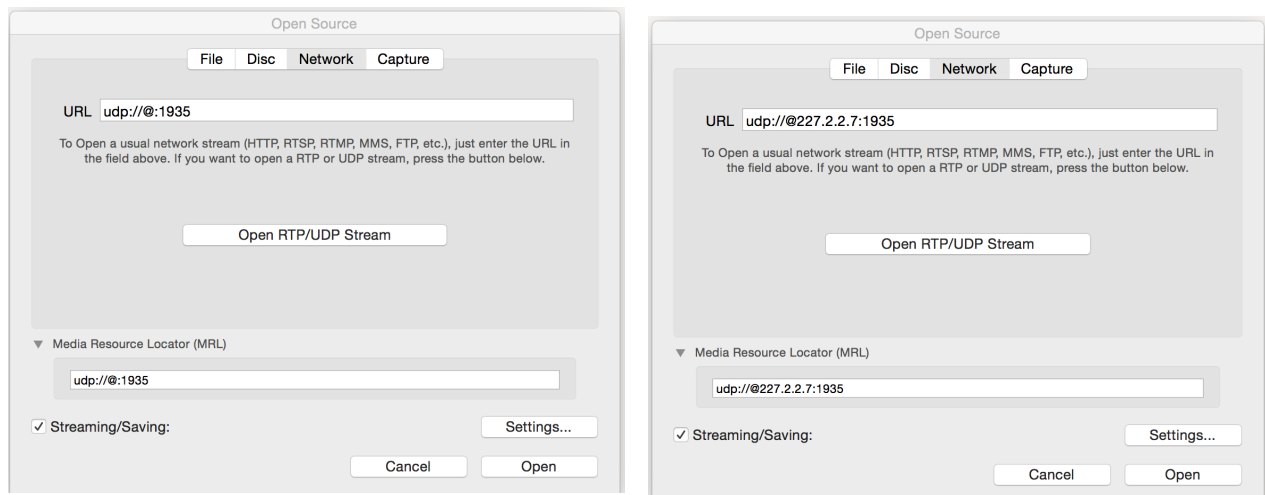 Open Source
File Disc Network Capture
URL udp://@:1935
To Open a usual network stream (HTTP, RTSP, RTMP, MMS, FTP, etc.), just enter the URL in
the field above. If you want to open a RTP or UDP stream, press the button below.
Open RTP/UDP Stream
Media Resource Locator (MRL)
udp://@:1935
Streaming/Saving:
Settings...
Cancel Open
Open Source
File Disc Network Capture
URL udp://@227.2.2.7:1935
To Open a usual network stream (HTTP, RTSP, RTMP, MMS, FTP, etc.), just enter the URL in
the field above. If you want to open a RTP or UDP stream, press the button below.
Open RTP/UDP Stream
Media Resource Locator (MRL)
udp://@227.2.2.7:1935
Streaming/Saving:
Settings...
Cancel Open